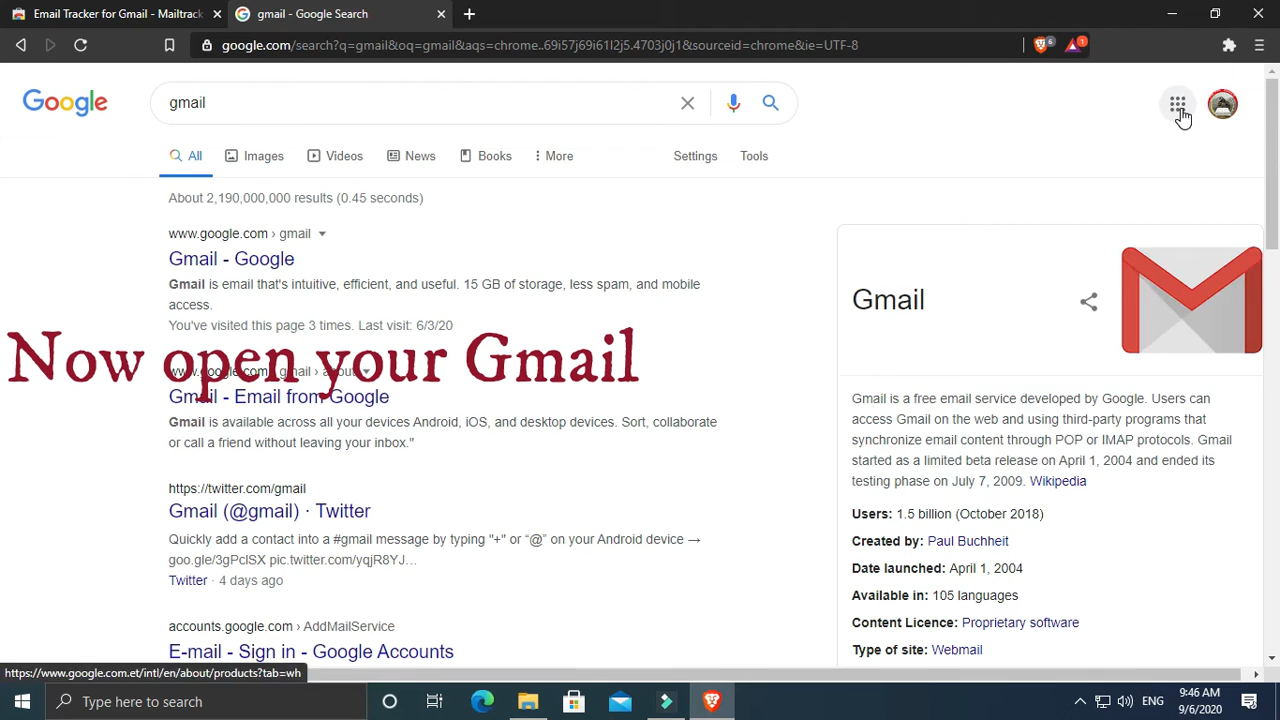 Email Tracker for Gmail - Mailtrack
gmail - Google Search
google.com/search?q=gmail&oq=gmail&aqs=chrome..69i57j69i61l2j5.4703j0j1&sourceid=chrome&ie=UTF-8
6
1
Google
gmail
All
Images
Videos
News
Books
More
Settings
Tools
About 2,190,000,000 results (0.45 seconds)
www.google.com › gmail
Gmail - Google
Gmail is email that's intuitive, efficient, and useful. 15 GB of storage, less spam, and mobile
access.
You've visited this page 3 times. Last visit: 6/3/20
Now open your Gmail
www.google.com › gmail › about
Gmail - Email from Google
Gmail is available across all your devices Android, iOS, and desktop devices. Sort, collaborate
or call a friend without leaving your inbox."
https://twitter.com/gmail
Gmail (@gmail) · Twitter
Quickly add a contact into a #gmail message by typing "+" or “@” on your Android device →
goo.gle/3gPclSX pic.twitter.com/yqjR8YJ…
Twitter · 4 days ago
accounts.google.com › AddMailService
E-mail - Sign in - Google Accounts
Gmail
Gmail is a free email service developed by Google. Users can
access Gmail on the web and using third-party programs that
synchronize email content through POP or IMAP protocols. Gmail
started as a limited beta release on April 1, 2004 and ended its
testing phase on July 7, 2009. Wikipedia
Users: 1.5 billion (October 2018)
Created by: Paul Buchheit
Date launched: April 1, 2004
Available in: 105 languages
Content Licence: Proprietary software
Type of site: Webmail
https://www.google.com.et/intl/en/about/products?tab=wh
Type here to search
ENG
9:46 AM
9/6/2020